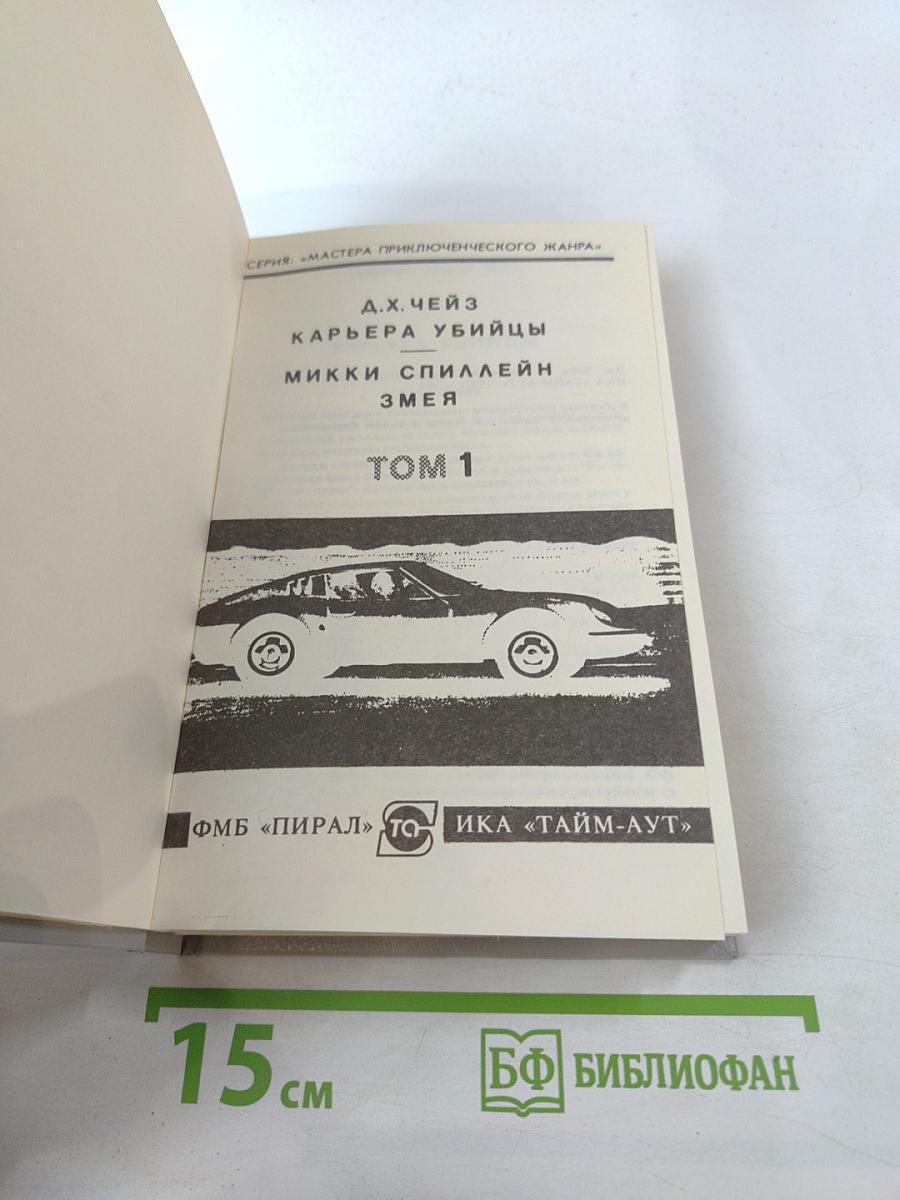 СЕРИЯ: «МАСТЕРА ПРИКЛЮЧЕНЧЕСКОГО ЖАНРА»
Д.Х. ЧЕЙЗ
КАРЬЕРА УБИЙЦЫ
МИККИ СПИЛЛЕЙН
ЗМЕЯ
ТОМ 1
ФМБ «ПИРАЛ»
ТА
ИКА «ТАЙМ-АУТ»
15 см
БФ БИБЛИОФАН